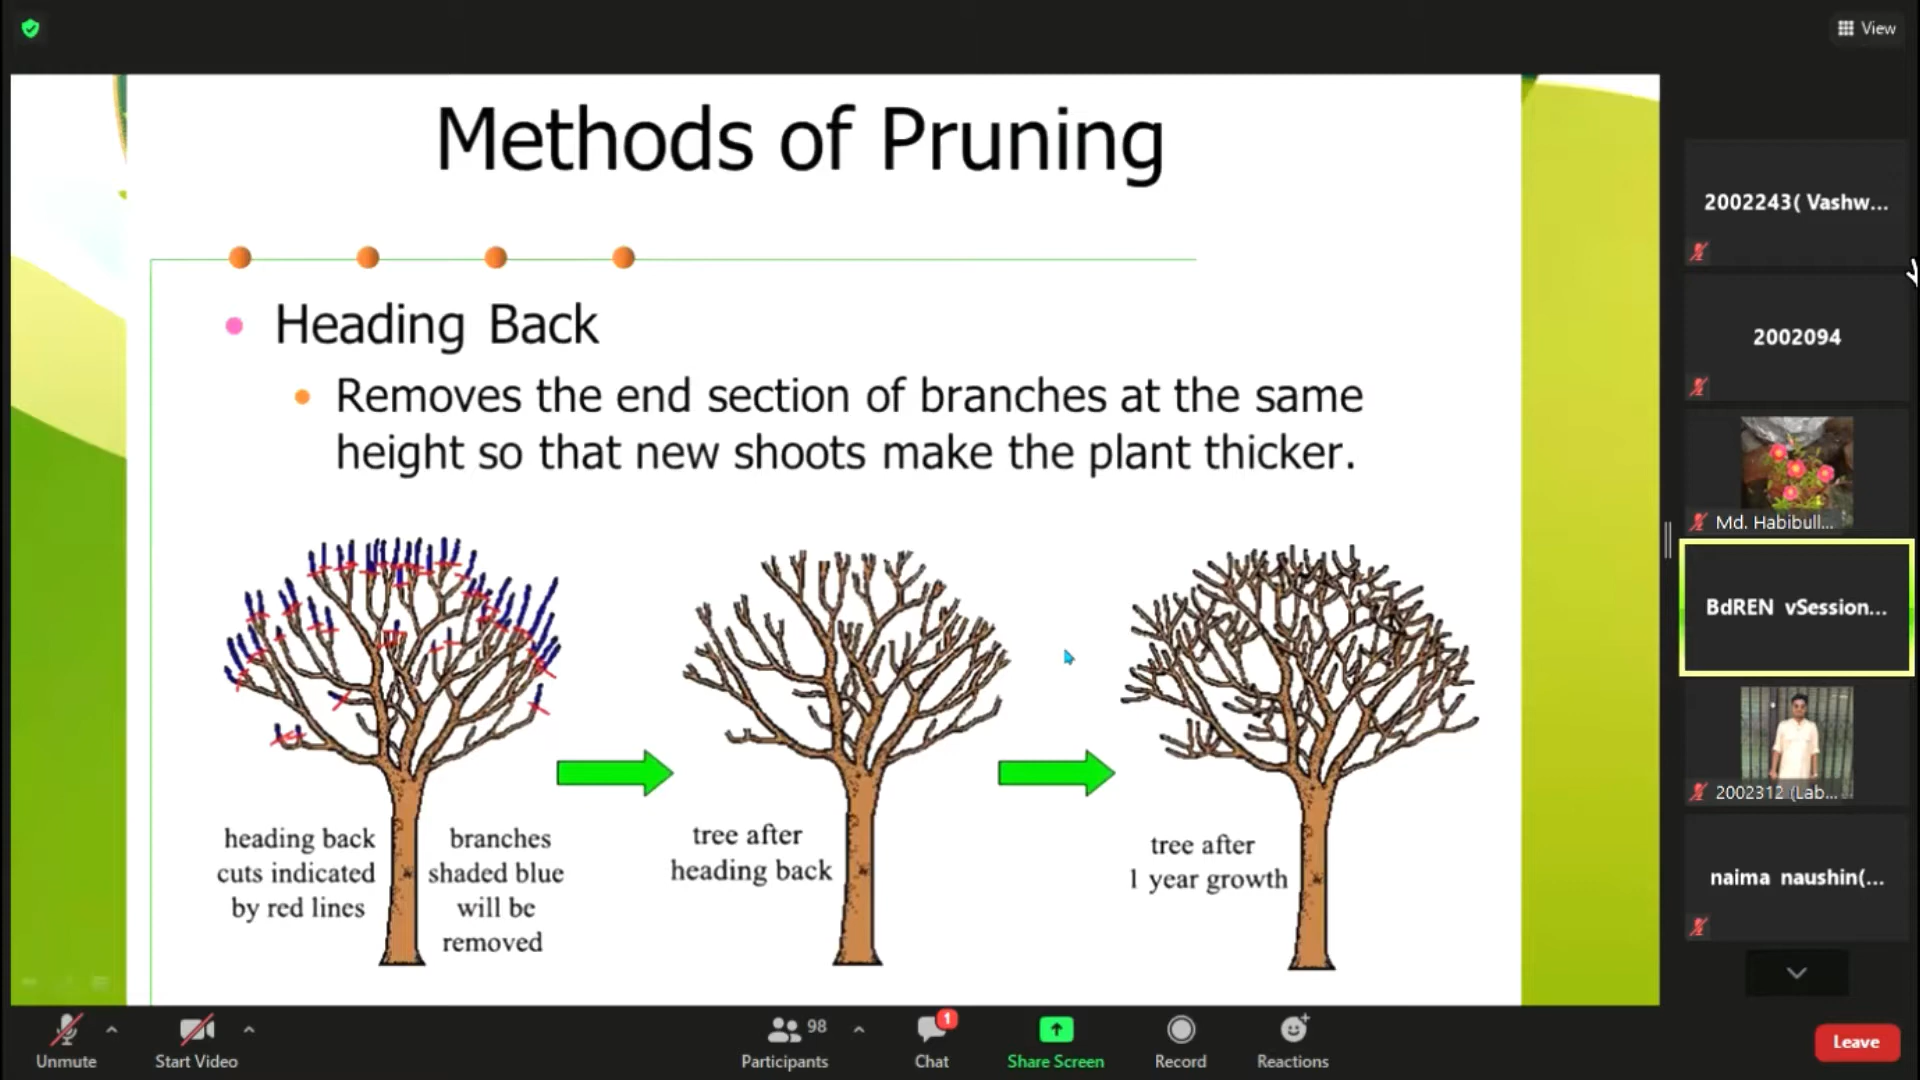 View
Methods of Pruning
Heading Back
Removes the end section of branches at the same
height so that new shoots make the plant thicker.
heading back
cuts indicated
by red lines
branches
shaded blue
will be
removed
tree after
heading back
tree after
1 year growth
2002243( Vashw...
2002094
Md. Habibull...
BdREN vSession...
2002312 (Lab...
naima naushin(...
Unmute
Start Video
98
Participants
1
Chat
Share Screen
Record
Reactions
Leave